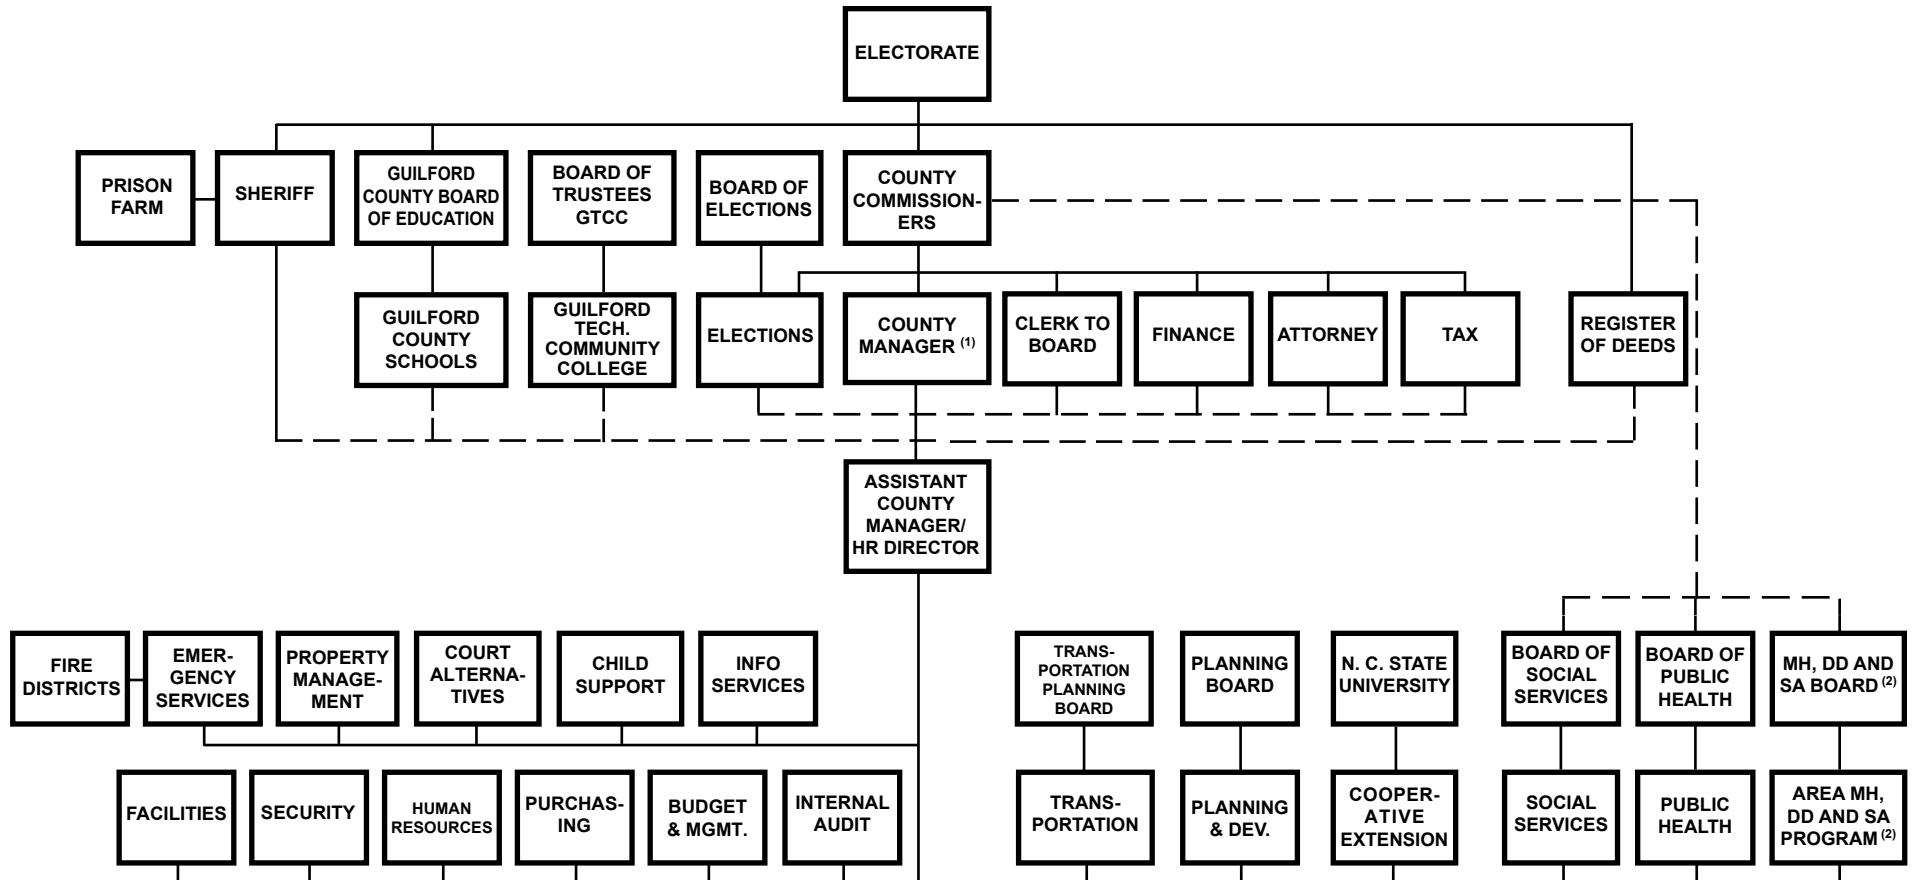 ELECTORATE
PRISON
FARM
SHERIFF
GUILFORD
COUNTY BOARD
OF EDUCATION
BOARD OF
TRUSTEES
GTCC
BOARD OF
ELECTIONS
COUNTY
COMMISSION-
ERS
GUILFORD
COUNTY
SCHOOLS
GUILFORD
TECH.
COMMUNITY
COLLEGE
ELECTIONS
COUNTY
MANAGER (1)
CLERK TO
BOARD
FINANCE
ATTORNEY
TAX
REGISTER
OF DEEDS
ASSISTANT
COUNTY
MANAGER/
HR DIRECTOR
FIRE
DISTRICTS
EMER-
GENCY
SERVICES
PROPERTY
MANAGE-
MENT
COURT
ALTERNA-
TIVES
CHILD
SUPPORT
INFO
SERVICES
TRANS-
PORTATION
PLANNING
BOARD
PLANNING
BOARD
N. C. STATE
UNIVERSITY
BOARD OF
SOCIAL
SERVICES
BOARD OF
PUBLIC
HEALTH
MH, DD AND
SA BOARD (2)
FACILITIES
SECURITY
HUMAN
RESOURCES
PURCHAS-
ING
BUDGET
& MGMT.
INTERNAL
AUDIT
TRANS-
PORTATION
PLANNING
& DEV.
COOPER-
ATIVE
EXTENSION
SOCIAL
SERVICES
PUBLIC
HEALTH
AREA MH,
DD AND SA
PROGRAM (2)